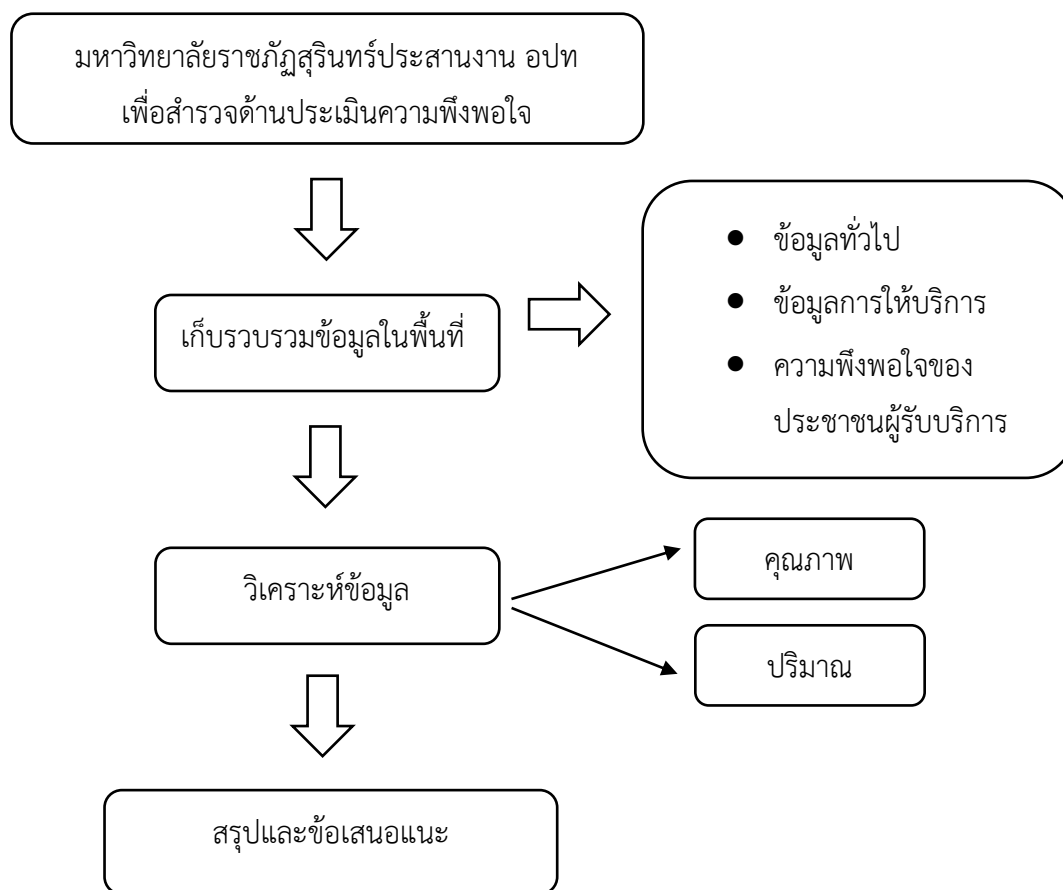 มหาวิทยาลัยราชภัฏสุรินทร์ประสานงาน อปท
เพื่อสำรวจด้านประเมินความพึงพอใจ
เก็บรวบรวมข้อมูลในพื้นที่
● ข้อมูลทั่วไป
● ข้อมูลการให้บริการ
● ความพึงพอใจของ
ประชาชนผู้รับบริการ
วิเคราะห์ข้อมูล
คุณภาพ
ปริมาณ
สรุปและข้อเสนอแนะ